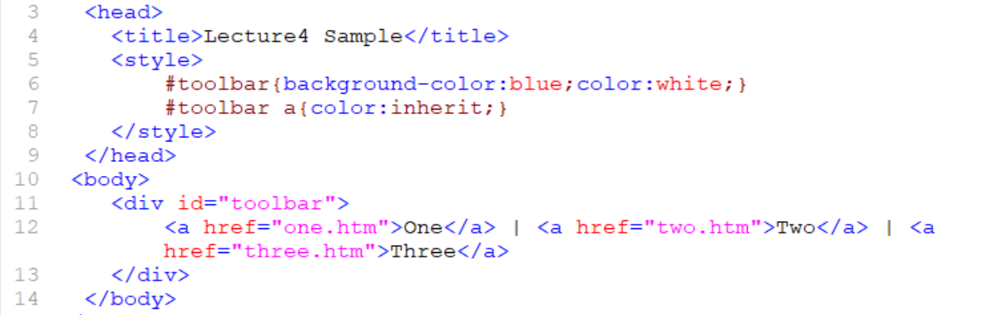 3 <head>
4 <title>Lecture4 Sample</title>
5 <style>
6 #toolbar{background-color:blue;color:white;}
7 #toolbar a{color:inherit;}
8 </style>
9 </head>
10 <body>
11 <div id="toolbar">
12 <a href="one.htm">One</a> | <a href="two.htm">Two</a> | <a
href="three.htm">Three</a>
13 </div>
14 </body>